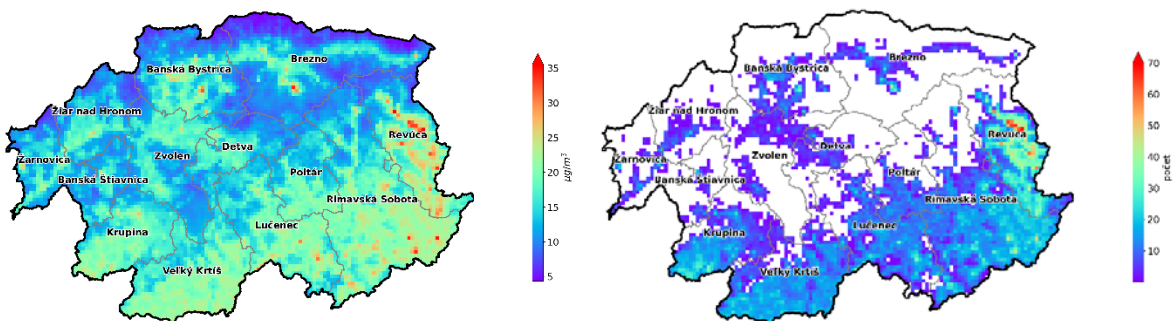 Banská Bystrica
Brezno
Žiar nad Hronom
Revúca
Žarnovica
Zvolen
Detva
Banská Štiavnica
Poltár
Rimavská Sobota
Krupina
Lučenec
Veľký Krtíš
35
30
25
20
15
10
5
µg/m³
Brezno
Banská Bystrica
Žiar nad Hronom
Revúca
Žarnovica
Zvolen
Detva
Banská Štiavnica
Poltár
Rimavská Sobota
Krupina
Lučenec
Veľký Krtíš
70
60
50
40
30
20
10
počet